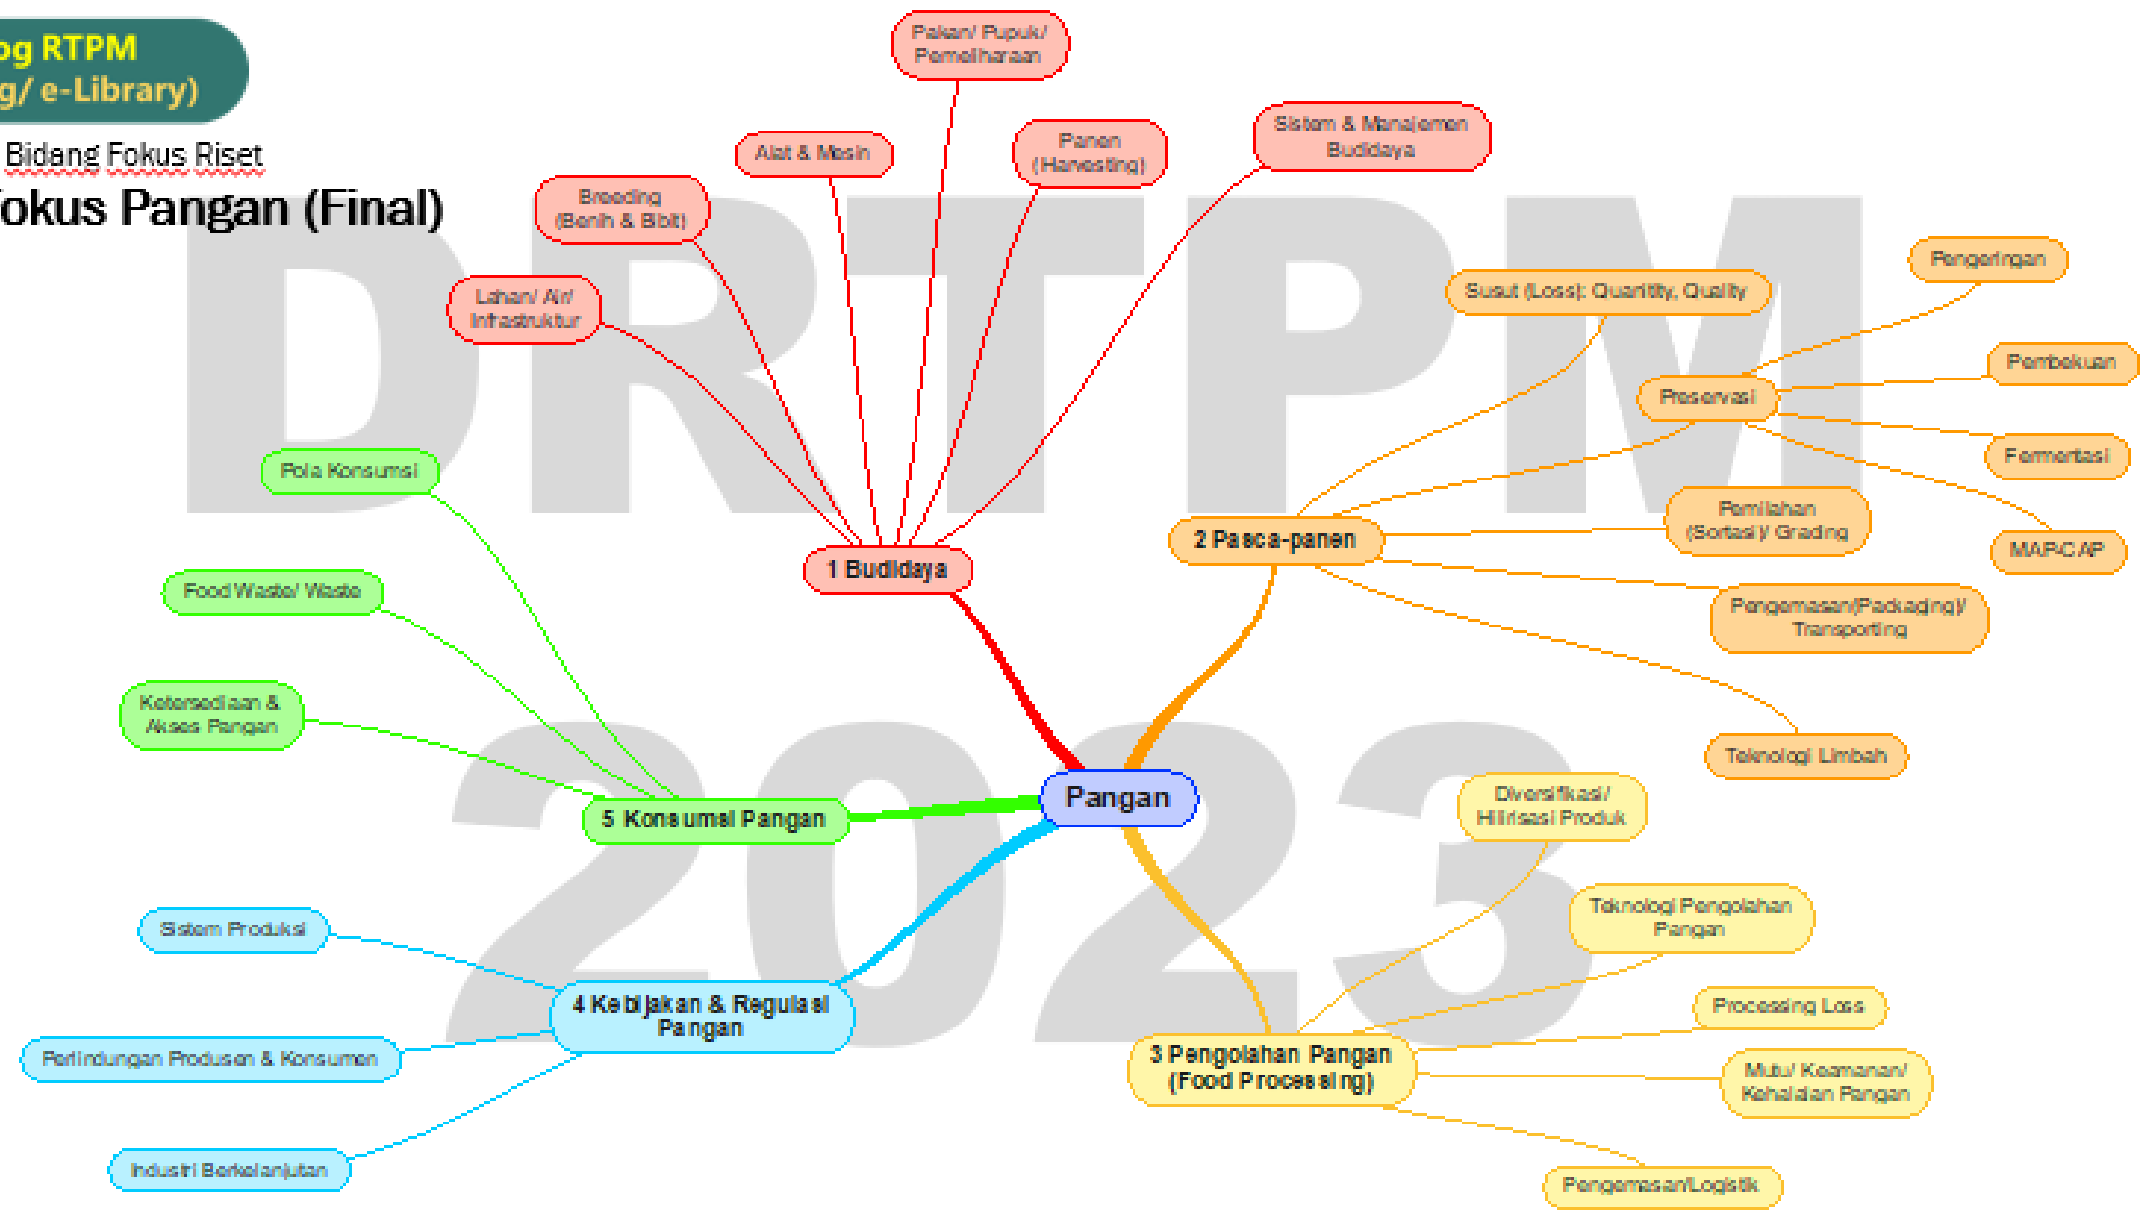 og RTPM
g/ e-Library)
Bidang Fokus Riset
okus Pangan (Final)
DRTPM
2023
Pangan
1 Budidaya
Lahan/ Air/
Infrastruktur
Breeding
(Benih & Bibit)
Alat & Mesin
Pakan/ Pupuk/
Pemeliharaan
Panen
(Harvesting)
Sistem & Manajemen
Budidaya
2 Pasca-panen
Susut (Loss): Quantity, Quality
Preservasi
Pengeringan
Pembekuan
Fermentasi
MAP/CAP
Pemilahan
(Sortasi)/ Grading
Pengemasan(Packaging)/
Transporting
Teknologi Limbah
3 Pengolahan Pangan
(Food Processing)
Diversifikasi/
Hilirisasi Produk
Teknologi Pengolahan
Pangan
Processing Loss
Mutu/ Keamanan/
Kehalalan Pangan
Pengemasan/Logistik
4 Kebijakan & Regulasi
Pangan
Sistem Produksi
Perlindungan Produsen & Konsumen
Industri Berkelanjutan
5 Konsumsi Pangan
Pola Konsumsi
Food Waste/ Waste
Ketersediaan &
Akses Pangan